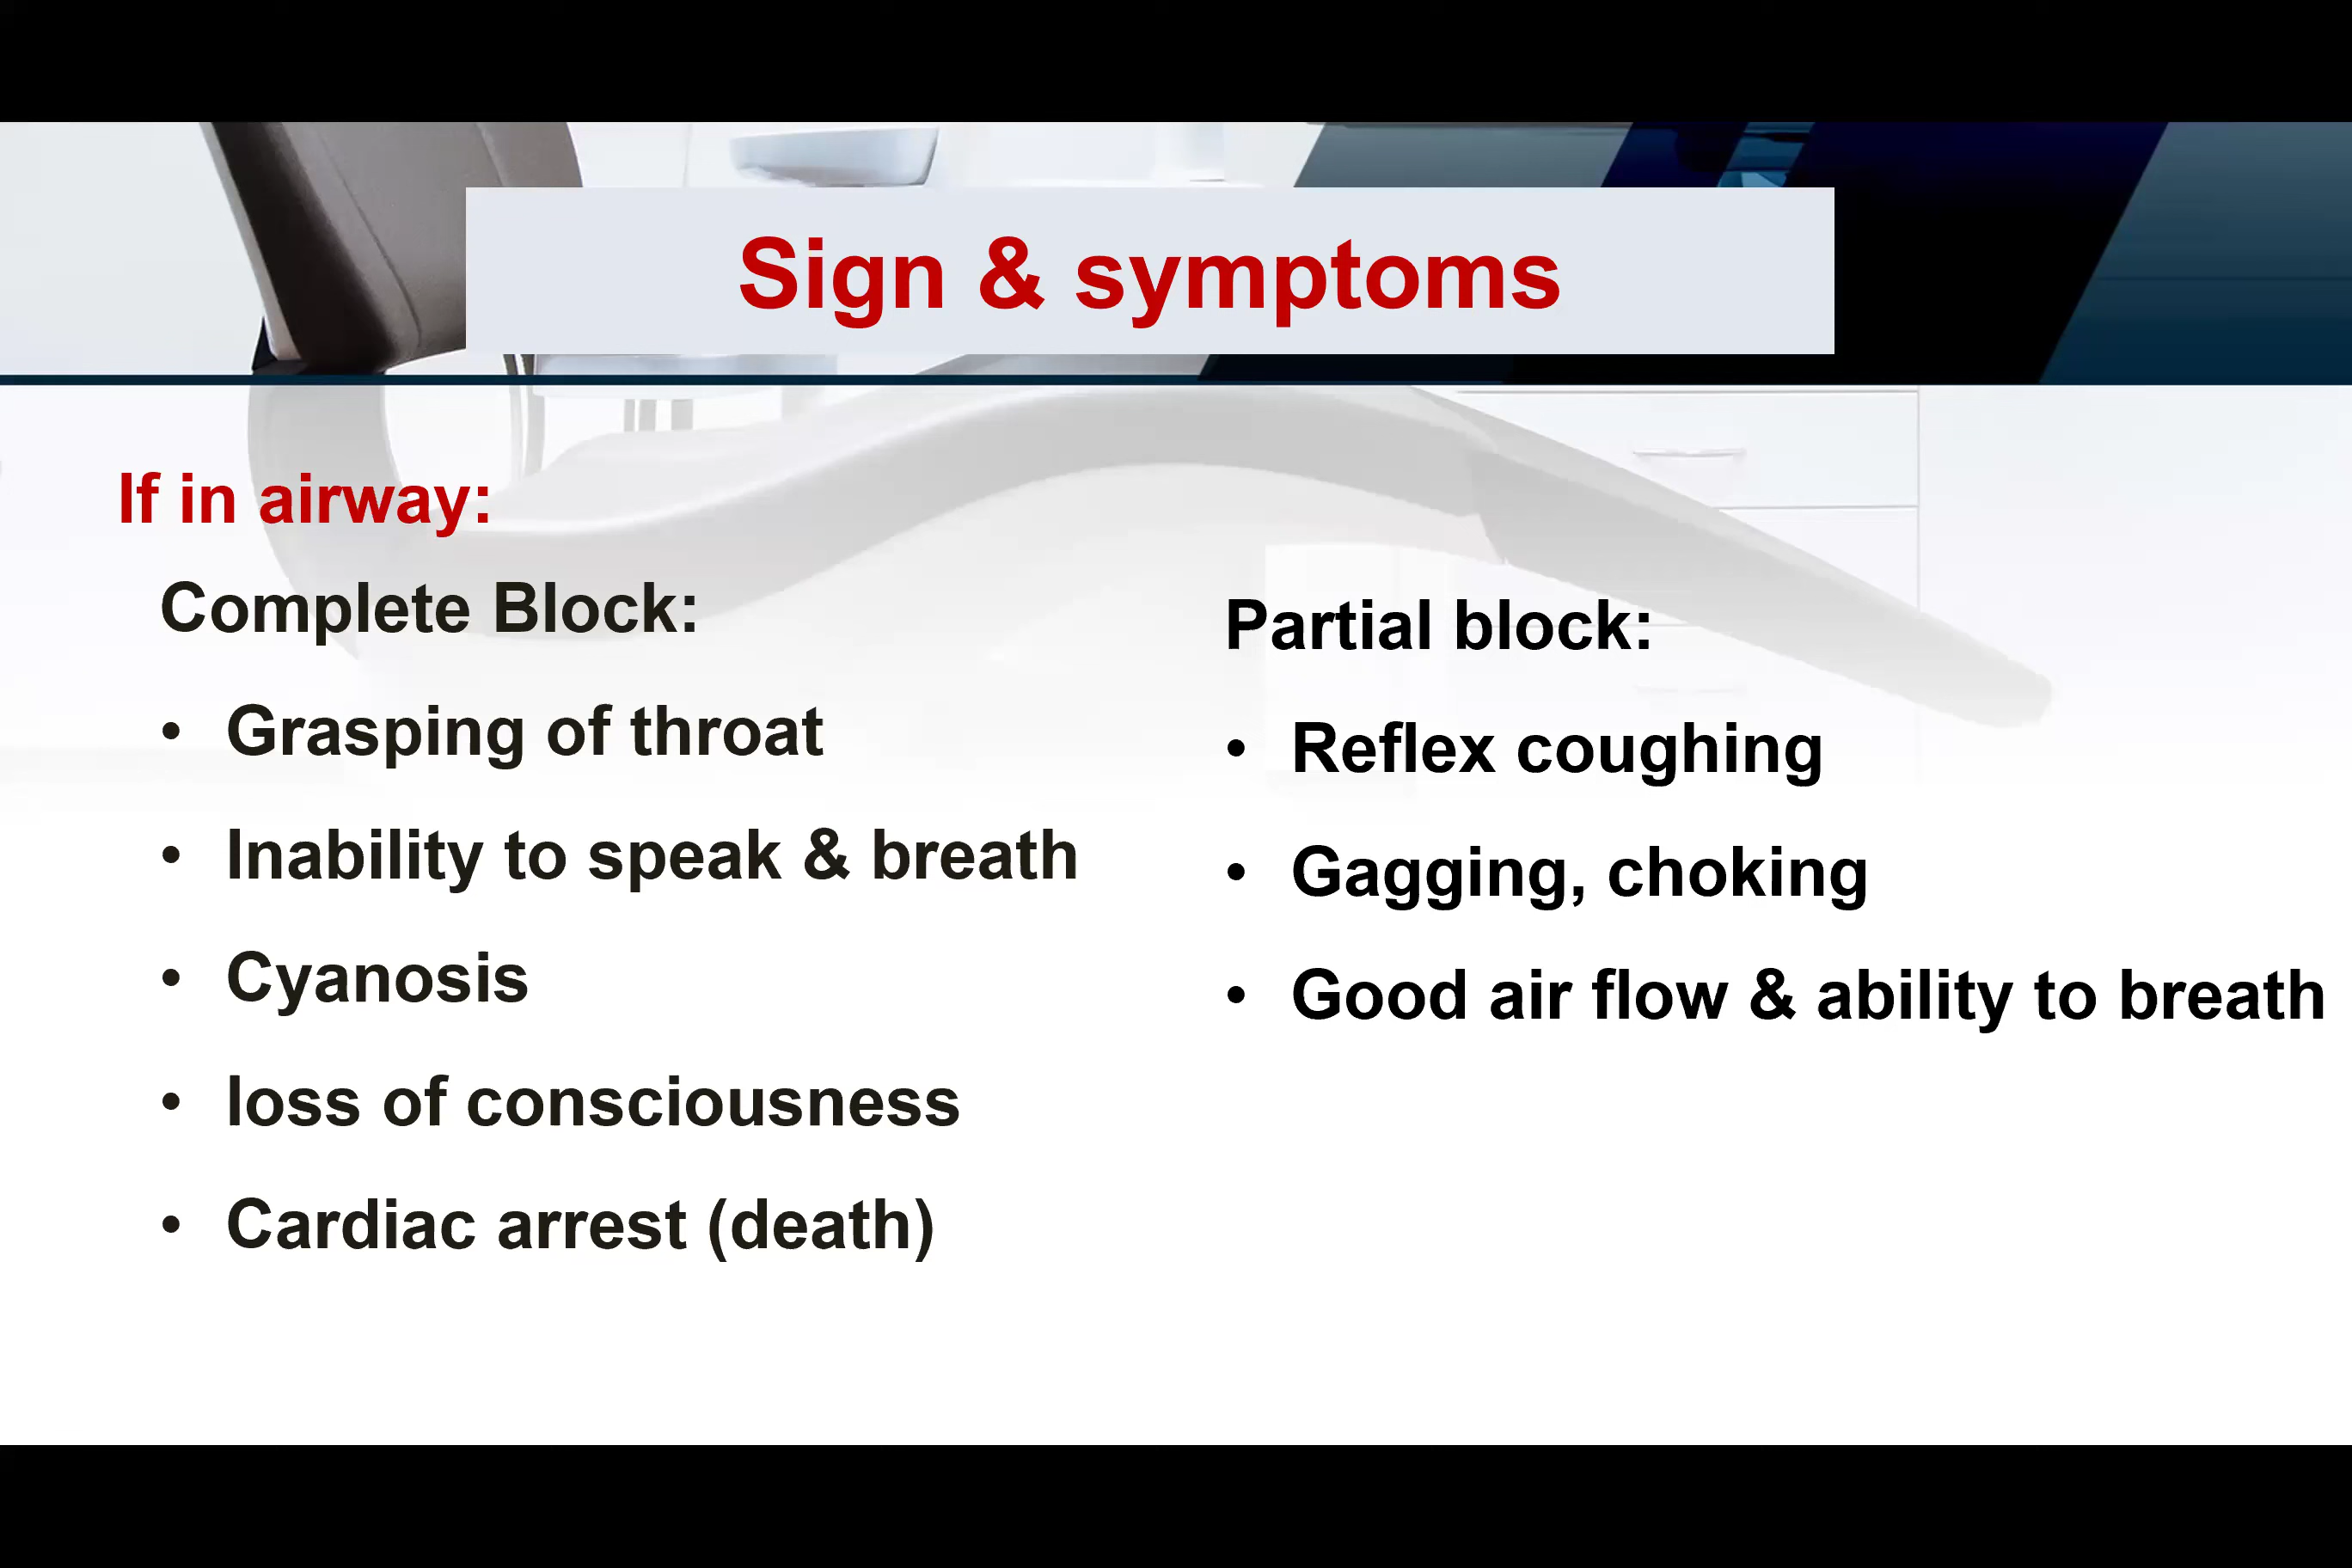 Sign & symptoms
If in airway:
Complete Block:
• Grasping of throat
• Inability to speak & breath
• Cyanosis
• loss of consciousness
• Cardiac arrest (death)
Partial block:
• Reflex coughing
• Gagging, choking
• Good air flow & ability to breath